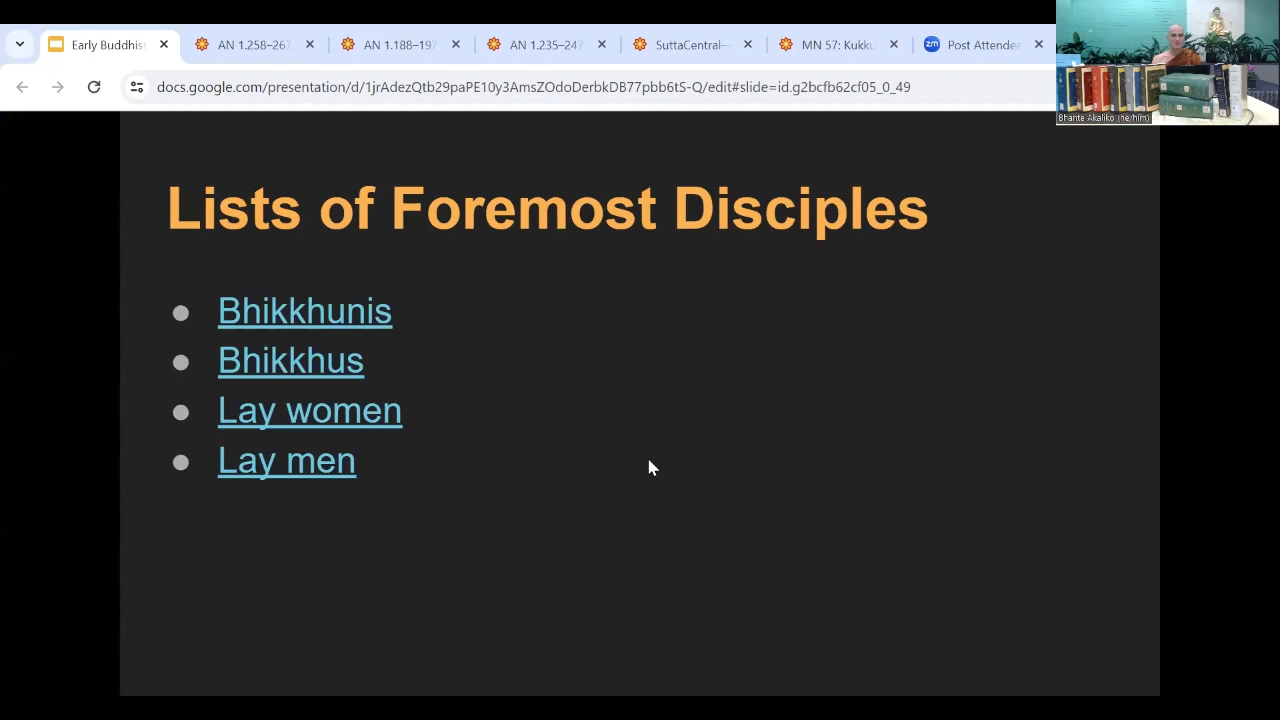 Early Buddhis
AN 1.258–267
AN 1.188–197
AN 1.235–247
SuttaCentral—
MN 57: Kukku
zm Post Attende
docs.google.com/presentation/d/1jrAdezQtb29paPE10y3AmsZOdoDerbkDB77pbb6tS-Q/edit#slide=id.g2bcfb62cf05_0_49
Bhante Akaliko (he/him)
Lists of Foremost Disciples
Bhikkhunis
Bhikkhus
Lay women
Lay men